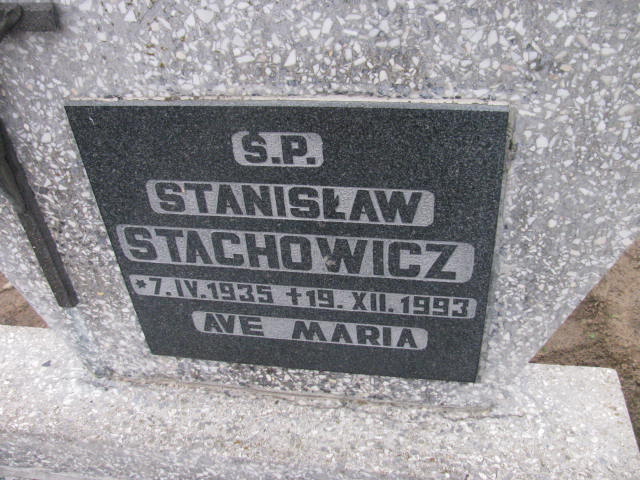 Ś.P.
STANISŁAW
STACHOWICZ
*7.IV.1935 +19.XII.1993
AVE MARIA